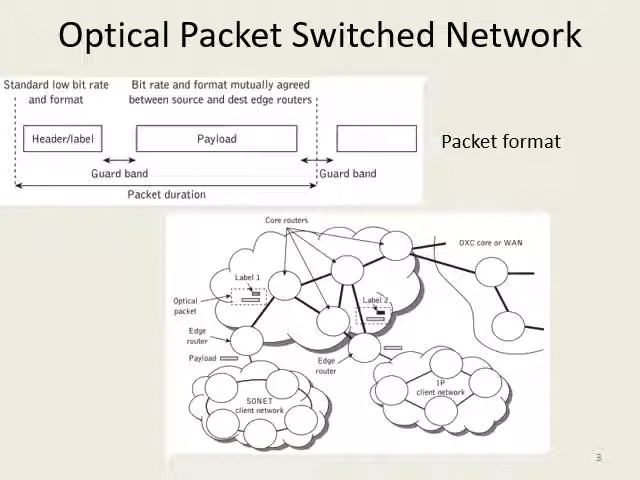 Optical Packet Switched Network
Standard low bit rate
and format
Bit rate and format mutually agreed
between source and dest edge routers
Header/label
Payload
Guard band
Guard band
Packet duration
Packet format
Core routers
OXC core or WAN
Label 1
Optical
packet
Label 2
Edge
router
Payload
Edge
router
SONET
client network
IP
client network
3